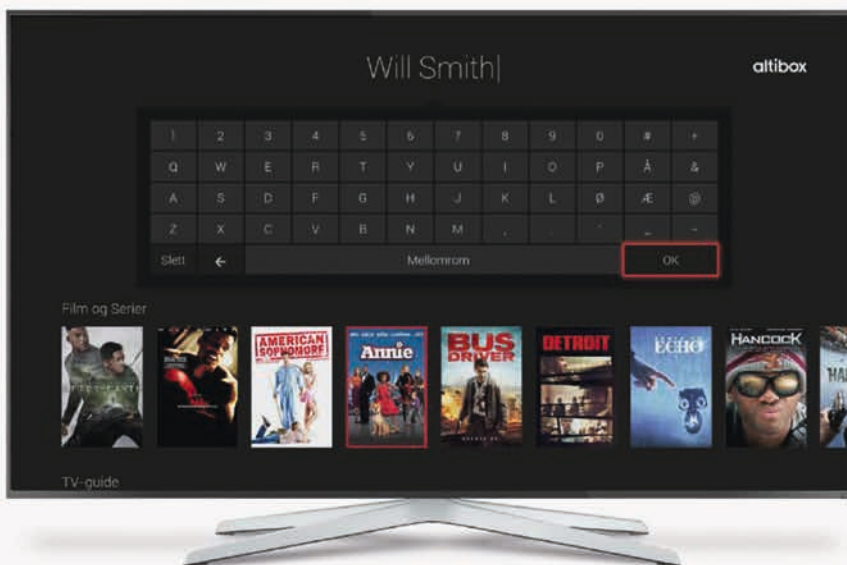 Will Smith
altibox
1 2 3 4 5 6 7 8 9 0 # +
Q W E R T Y U I O P Å &
A S D F G H J K L Ø Æ @
Z X C V B N M , . ' _ -
Slett ← Mellomrom OK
Film og Serier
AMERICAN
SOPHOMORE
Annie
BUS
DRIVER
DETROIT
ECHO
HANCOCK
HAN
TV-guide